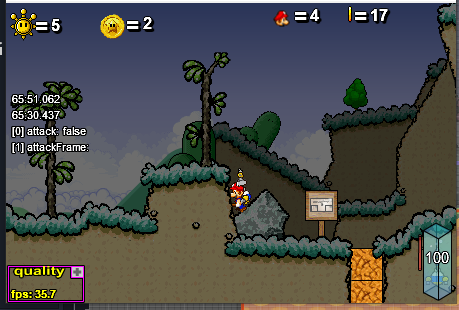 =5
=2
=4
=17
65:51.062
65:30.437
[0] attack: false
[1] attackFrame:
100
quality +
fps: 35.7